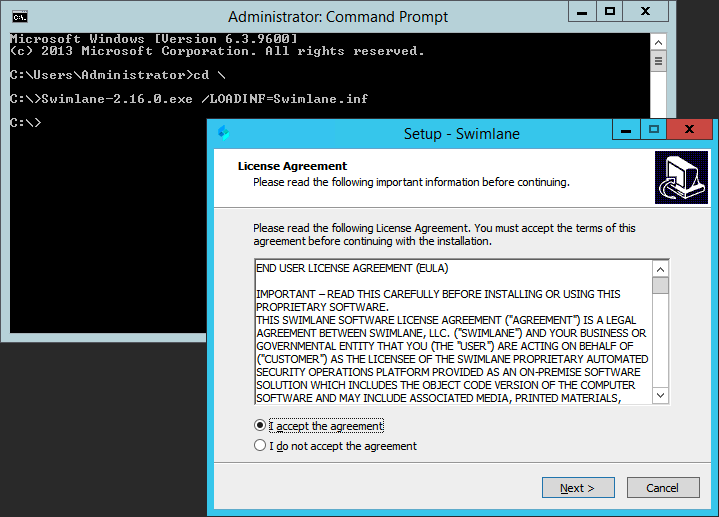 Administrator: Command Prompt
Microsoft Windows [Version 6.3.9600]
(c) 2013 Microsoft Corporation. All rights reserved.
C:\Users\Administrator>cd \
C:\>Swimlane-2.16.0.exe /LOADINF=Swimlane.inf
C:\>
Setup - Swimlane
License Agreement
Please read the following important information before continuing.
Please read the following License Agreement. You must accept the terms of this
agreement before continuing with the installation.
END USER LICENSE AGREEMENT (EULA)
IMPORTANT – READ THIS CAREFULLY BEFORE INSTALLING OR USING THIS
PROPRIETARY SOFTWARE.
THIS SWIMLANE SOFTWARE LICENSE AGREEMENT ("AGREEMENT") IS A LEGAL
AGREEMENT BETWEEN SWIMLANE, LLC. ("SWIMLANE") AND YOUR BUSINESS OR
GOVERNMENTAL ENTITY THAT YOU (THE "USER") ARE ACTING ON BEHALF OF
("CUSTOMER") AS THE LICENSEE OF THE SWIMLANE PROPRIETARY AUTOMATED
SECURITY OPERATIONS PLATFORM PROVIDED AS AN ON-PREMISE SOFTWARE
SOLUTION WHICH INCLUDES THE OBJECT CODE VERSION OF THE COMPUTER
SOFTWARE AND MAY INCLUDE ASSOCIATED MEDIA, PRINTED MATERIALS,
I accept the agreement
I do not accept the agreement
Next >
Cancel